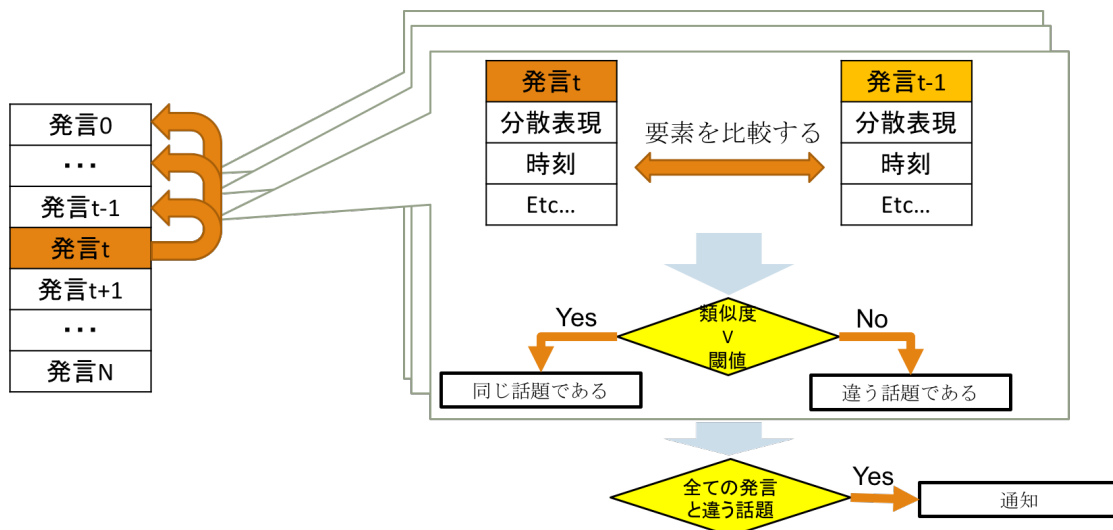 発言0
・・・
発言t-1
発言t
発言t+1
・・・
発言N
発言t
分散表現
時刻
Etc...
要素を比較する
発言t-1
分散表現
時刻
Etc...
類似度
V
閾値
Yes
No
同じ話題である
違う話題である
全ての発言
と違う話題
Yes
通知